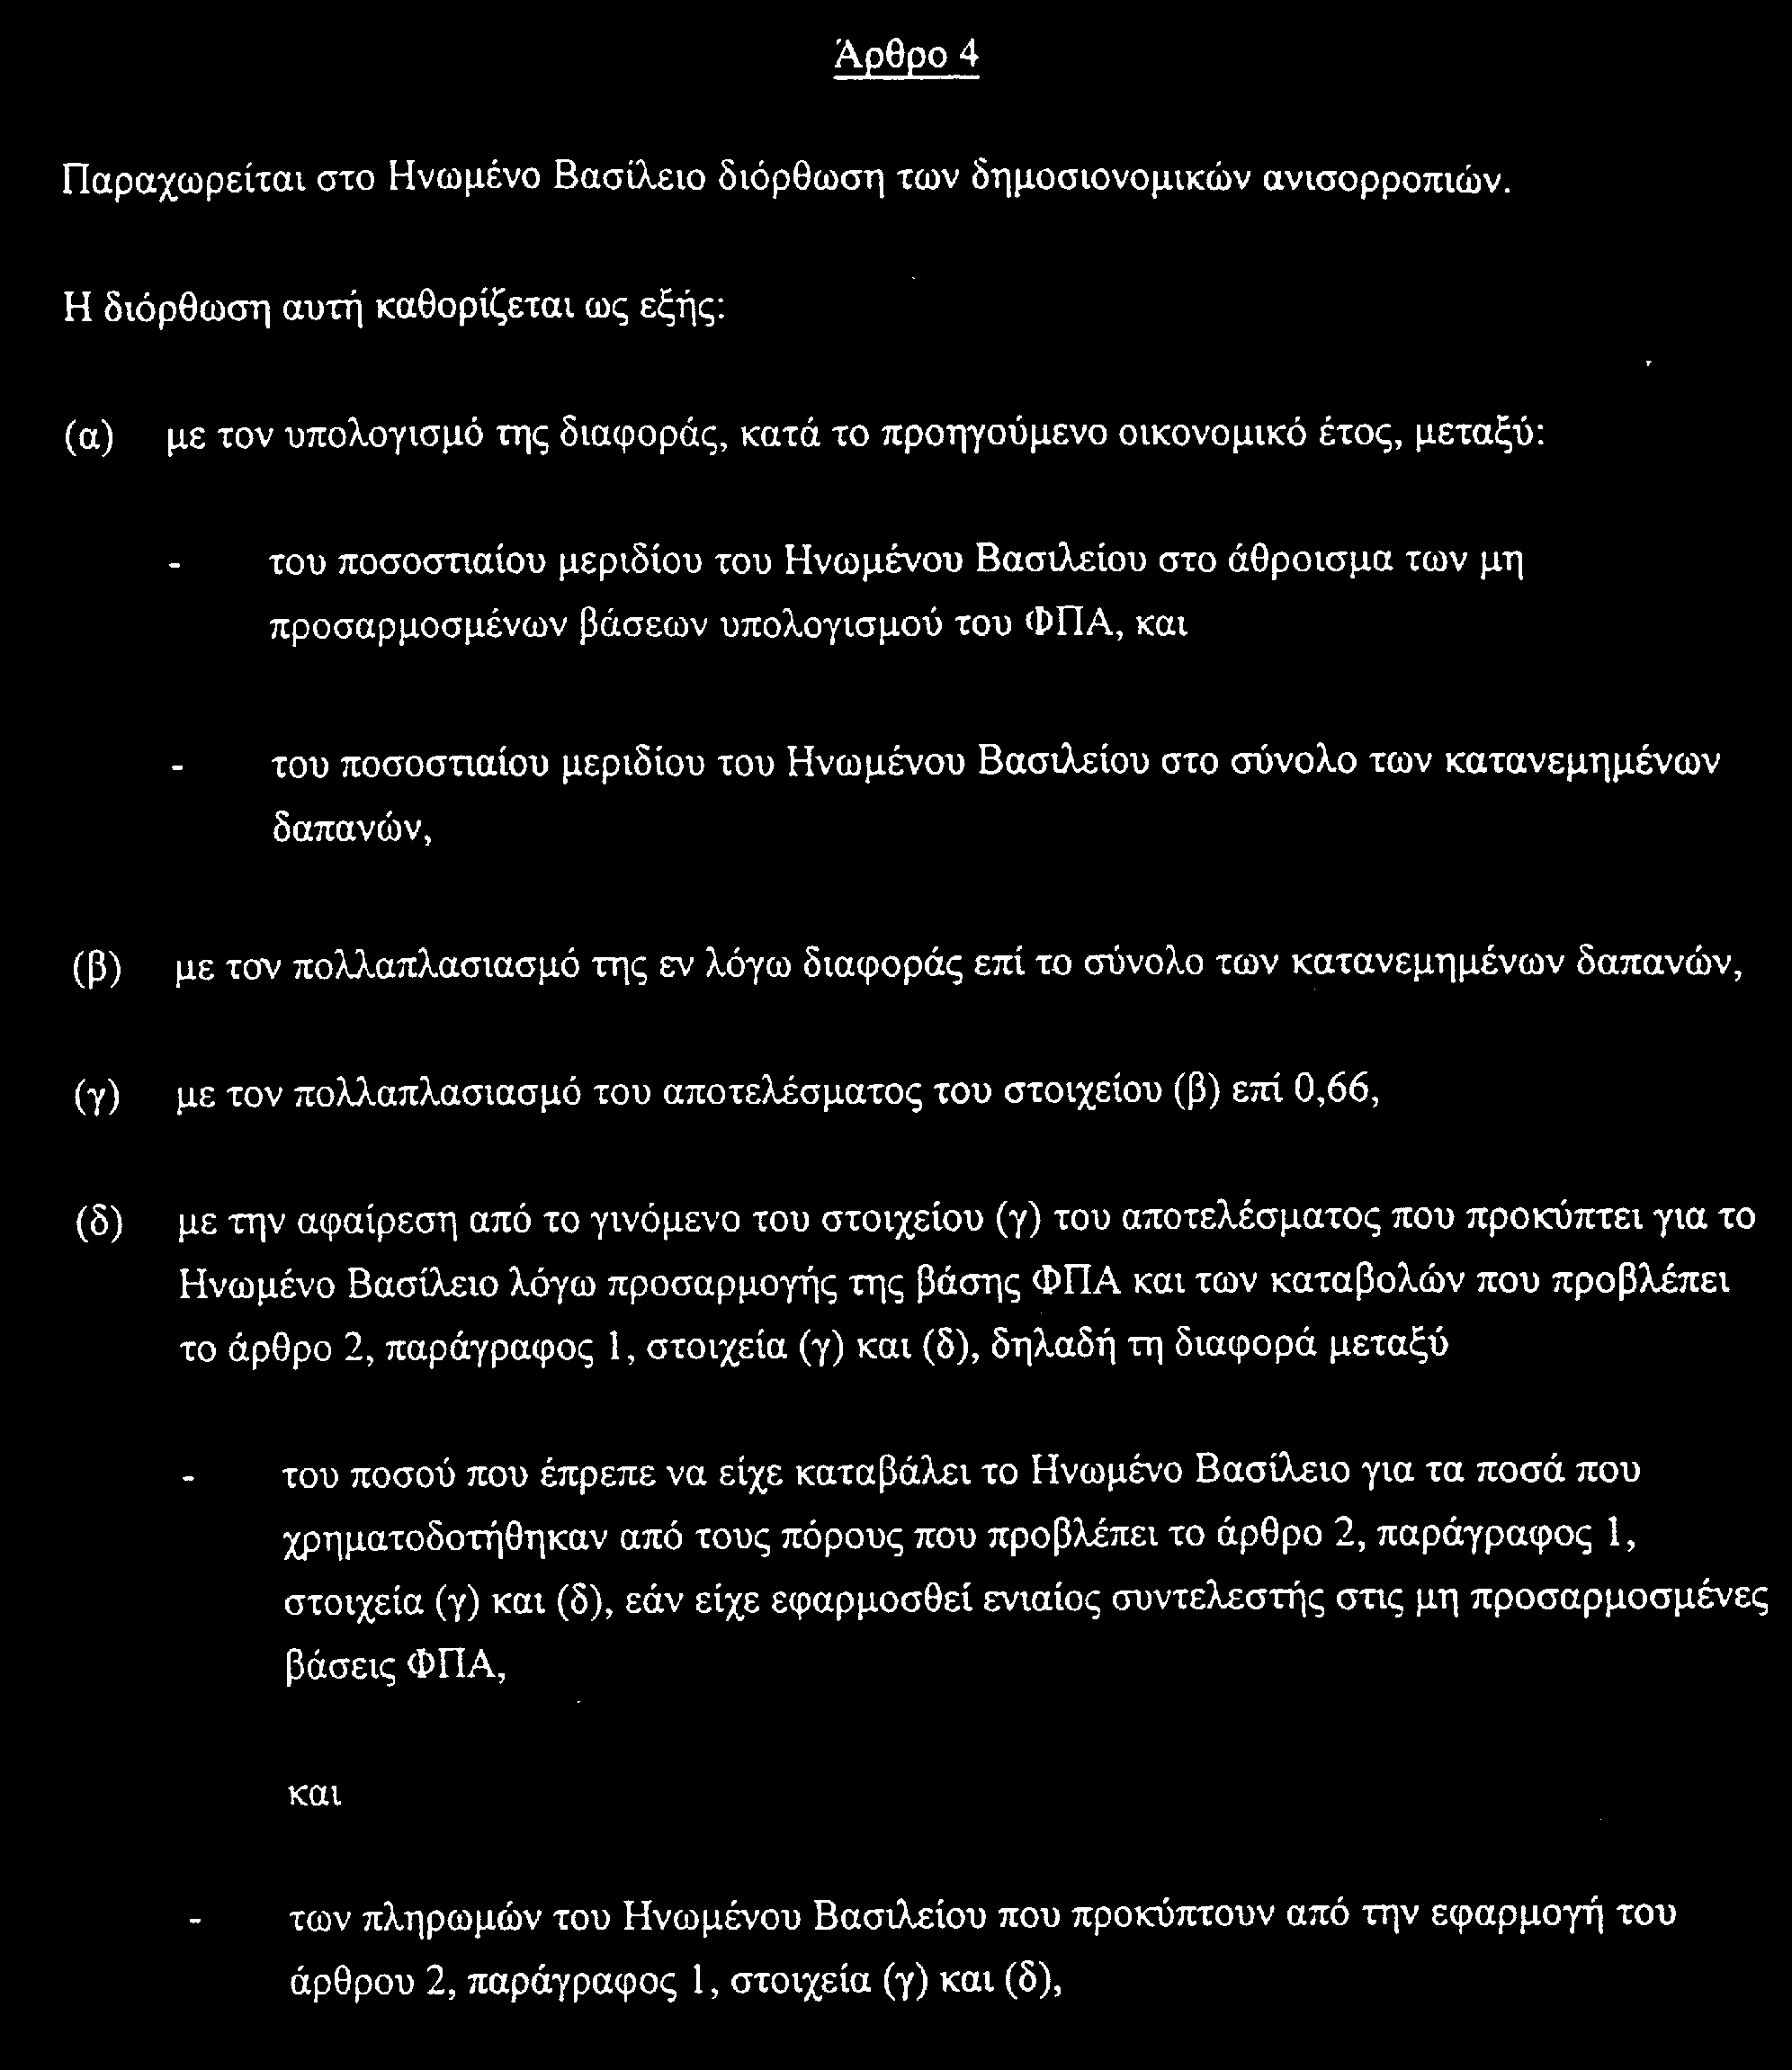 Άρθρο 4
Παραχωρείται στο Ηνωμένο Βασίλειο διόρθωση των δημοσιονομικών ανισορροπιών.
Η διόρθωση αυτή καθορίζεται ως εξής:
(α) με τον υπολογισμό της διαφοράς, κατά το προηγούμενο οικονομικό έτος, μεταξύ:
- του ποσοστιαίου μεριδίου του Ηνωμένου Βασιλείου στο άθροισμα των μη
προσαρμοσμένων βάσεων υπολογισμού του ΦΠΑ, και
- του ποσοστιαίου μεριδίου του Ηνωμένου Βασιλείου στο σύνολο των κατανεμημένων
δαπανών,
(β) με τον πολλαπλασιασμό της εν λόγω διαφοράς επί το σύνολο των κατανεμημένων δαπανών,
(γ) με τον πολλαπλασιασμό του αποτελέσματος του στοιχείου (β) επί 0,66,
(δ) με την αφαίρεση από το γινόμενο του στοιχείου (γ) του αποτελέσματος που προκύπτει για το
Ηνωμένο Βασίλειο λόγω προσαρμογής της βάσης ΦΠΑ και των καταβολών που προβλέπει
το άρθρο 2, παράγραφος 1, στοιχεία (γ) και (δ), δηλαδή τη διαφορά μεταξύ
- του ποσού που έπρεπε να είχε καταβάλει το Ηνωμένο Βασίλειο για τα ποσά που
χρηματοδοτήθηκαν από τους πόρους που προβλέπει το άρθρο 2, παράγραφος 1,
στοιχεία (γ) και (δ), εάν είχε εφαρμοσθεί ενιαίος συντελεστής στις μη προσαρμοσμένες
βάσεις ΦΠΑ,
και
- των πληρωμών του Ηνωμένου Βασιλείου που προκύπτουν από την εφαρμογή του
άρθρου 2, παράγραφος 1, στοιχεία (γ) και (δ),